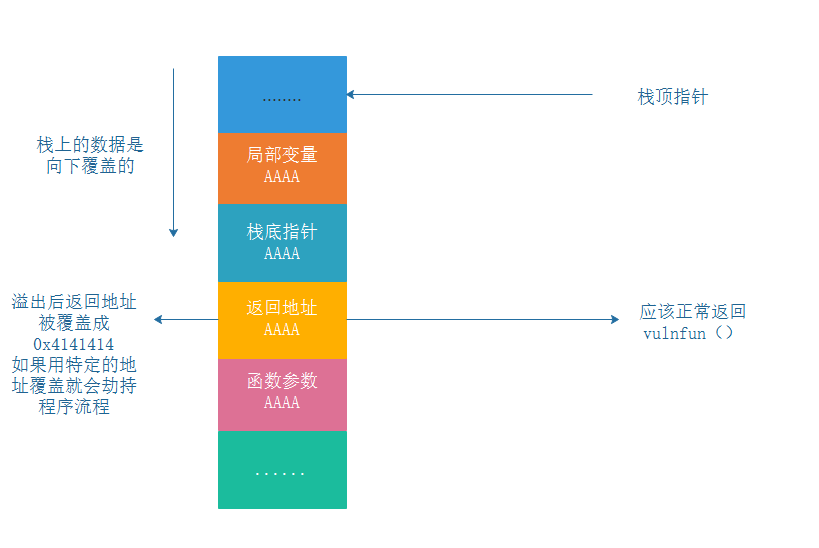 ........
栈顶指针
栈上的数据是
向下覆盖的
局部变量
AAAA
栈底指针
AAAA
溢出后返回地址
被覆盖成
0x4141414
如果用特定的地
址覆盖就会劫持
程序流程
返回地址
AAAA
应该正常返回
vulnfun（）
函数参数
AAAA
......